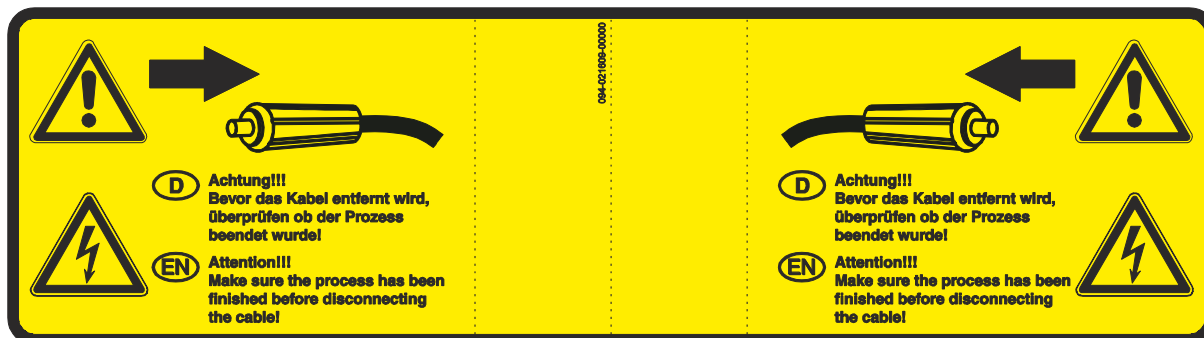 D
Achtung!!!
Bevor das Kabel entfernt wird,
überprüfen ob der Prozess
beendet wurde!
EN
Attention!!!
Make sure the process has been
finished before disconnecting
the cable!
094-021609-00000
D
Achtung!!!
Bevor das Kabel entfernt wird,
überprüfen ob der Prozess
beendet wurde!
EN
Attention!!!
Make sure the process has been
finished before disconnecting
the cable!